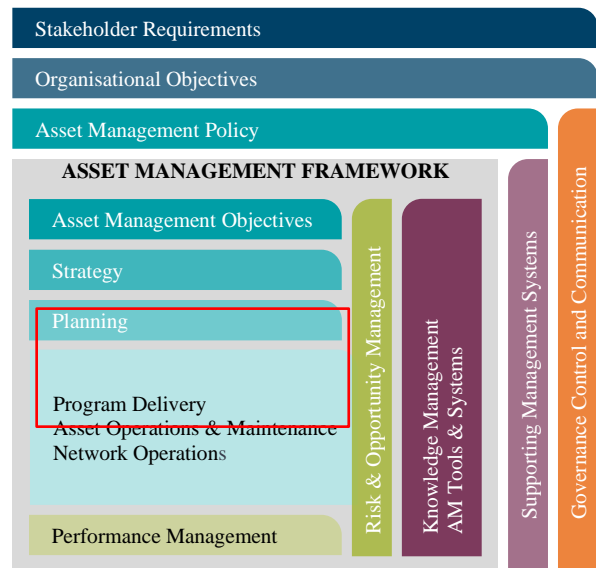 Stakeholder Requirements
Organisational Objectives
Asset Management Policy
ASSET MANAGEMENT FRAMEWORK
Asset Management Objectives
Strategy
Planning
Program Delivery
Asset Operations & Maintenance
Network Operations
Performance Management
Risk & Opportunity Management
Knowledge Management
AM Tools & Systems
Supporting Management Systems
Governance Control and Communication